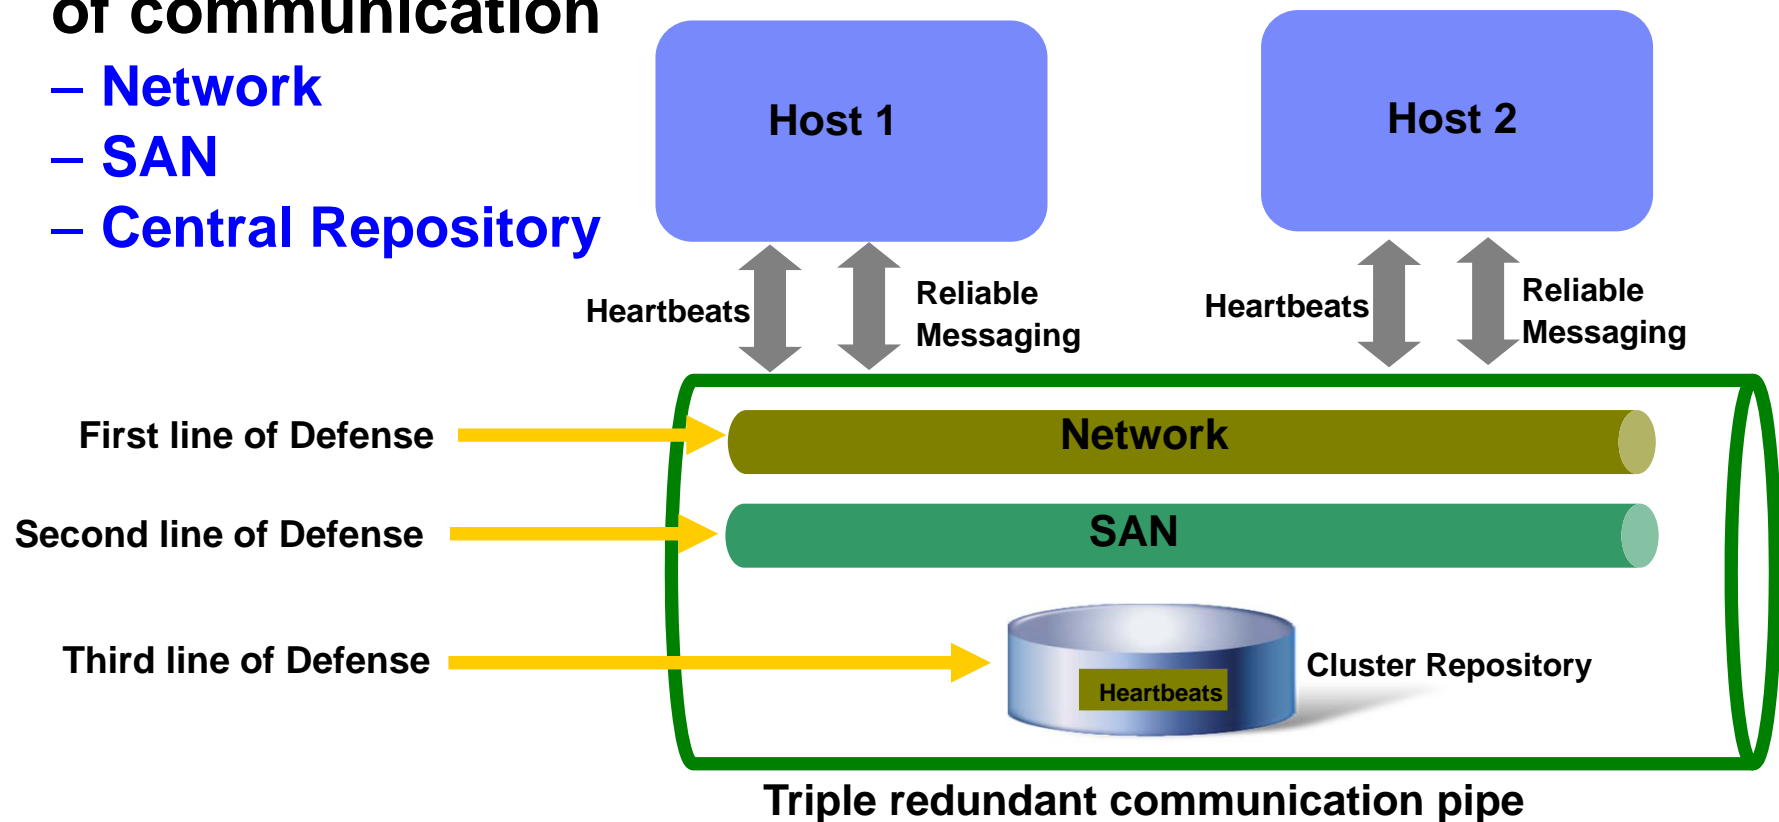 of communication
– Network
– SAN
– Central Repository
Host 1
Host 2
Heartbeats
Reliable
Messaging
Heartbeats
Reliable
Messaging
First line of Defense
Network
Second line of Defense
SAN
Third line of Defense
Heartbeats
Cluster Repository
Triple redundant communication pipe